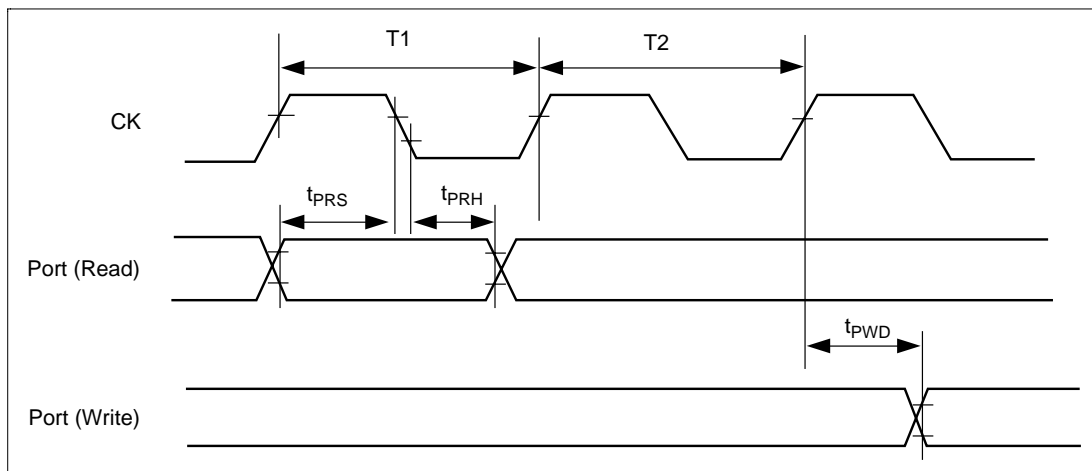 T1
T2
CK
tPRS
tPRH
Port (Read)
tPWD
Port (Write)